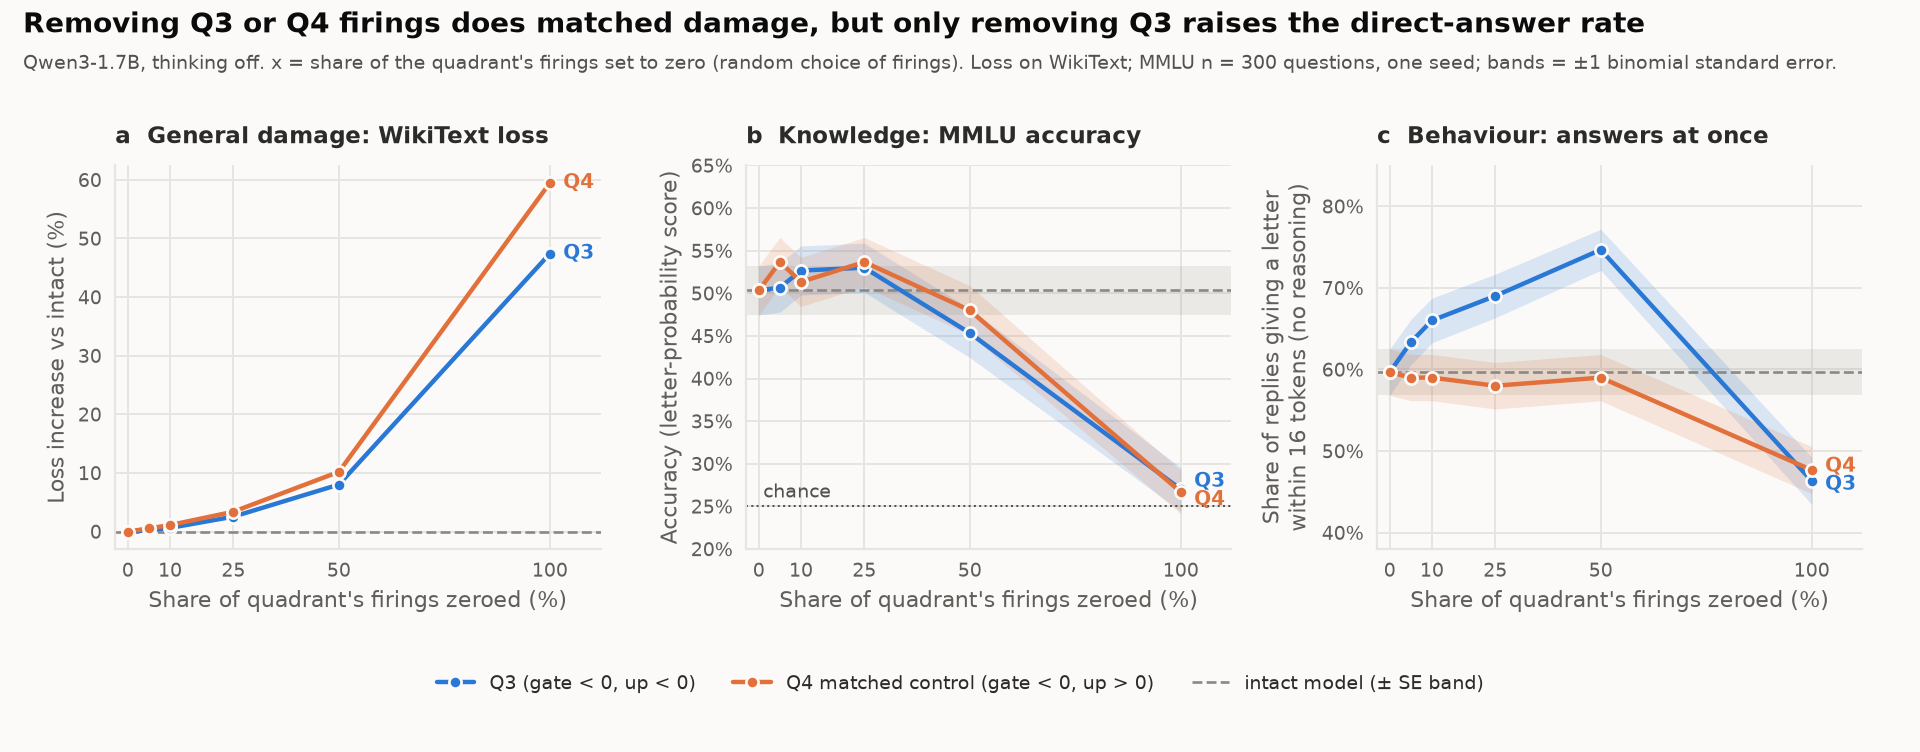 Removing Q3 or Q4 firings does matched damage, but only removing Q3 raises the direct-answer rate
Qwen3-1.7B, thinking off. x = share of the quadrant's firings set to zero (random choice of firings). Loss on WikiText; MMLU n = 300 questions, one seed; bands = ±1 binomial standard error.
a General damage: WikiText loss
Loss increase vs intact (%)
60
50
40
30
20
10
0
Q4
Q3
0 10 25 50 100
Share of quadrant's firings zeroed (%)
b Knowledge: MMLU accuracy
Accuracy (letter-probability score)
65%
60%
55%
50%
45%
40%
35%
30%
25%
20%
chance
Q3
Q4
0 10 25 50 100
Share of quadrant's firings zeroed (%)
c Behaviour: answers at once
Share of replies giving a letter
within 16 tokens (no reasoning)
80%
70%
60%
50%
40%
Q4
Q3
0 10 25 50 100
Share of quadrant's firings zeroed (%)
Q3 (gate < 0, up < 0)
Q4 matched control (gate < 0, up > 0)
intact model (± SE band)